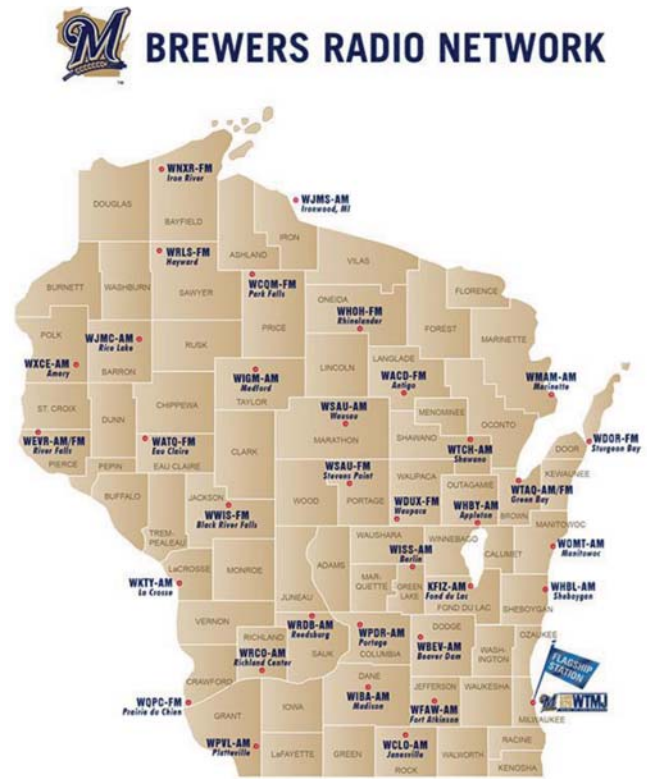 M
BREWERS RADIO NETWORK
WNXR-FM
Iron River
WJMS-AM
Ironwood, MI
DOUGLAS
BAYFIELD
IRON
ASHLAND
WRLS-FM
Hayward
VILAS
WCQM-FM
Park Falls
BURNETT
WASHBURN
SAWYER
FLORENCE
ONEIDA
WHOH-FM
Rhinelander
PRICE
FOREST
POLK
WJMC-AM
Rice Lake
RUSK
MARINETTE
WXCE-AM
Amery
BARRON
WIGM-AM
Medford
LINCOLN
LANGLADE
WACD-FM
Antigo
WMAM-AM
Marinette
TAYLOR
ST. CROIX
DUNN
CHIPPEWA
WSAU-AM
Wausau
MENOMINEE
OCONTO
WEVR-AM/FM
River Falls
WATQ-FM
Eau Claire
MARATHON
SHAWANO
WTCH-AM
Shawano
DOOR
WDOR-FM
Sturgeon Bay
PIERCE
PEPIN
EAU CLAIRE
CLARK
WSAU-FM
Stevens Point
WAUPACA
KEWAUNEE
BUFFALO
JACKSON
WWIS-FM
Black River Falls
WOOD
PORTAGE
WDUX-FM
Waupaca
OUTAGAMIE
WHBY-AM
Appleton
WTAQ-AM/FM
Green Bay
BROWN
MANITOWOC
TREM-
PEALEAU
WAUSHARA
WINNEBAGO
WISS-AM
Berlin
CALUMET
WOMT-AM
Manitowoc
LaCROSSE
MONROE
ADAMS
MAR-
QUETTE
GREEN
LAKE
WKTY-AM
La Crosse
KFIZ-AM
Fond du Lac
WHBL-AM
Sheboygan
JUNEAU
FOND DU LAC
SHEBOYGAN
VERNON
WRDB-AM
Reedsburg
WPDR-AM
Portage
DODGE
WBEV-AM
Beaver Dam
OZAUKEE
RICHLAND
WRCO-AM
Richland Center
SAUK
COLUMBIA
WASH-
INGTON
FLAGSHIP
STATION
CRAWFORD
DANE
WIBA-AM
Madison
JEFFERSON
WFAW-AM
Fort Atkinson
WAUKESHA
WTMJ
MILWAUKEE
WQPC-FM
Prairie du Chien
GRANT
IOWA
WPVL-AM
Platteville
WCLO-AM
Janesville
RACINE
LaFAYETTE
GREEN
ROCK
WALWORTH
KENOSHA